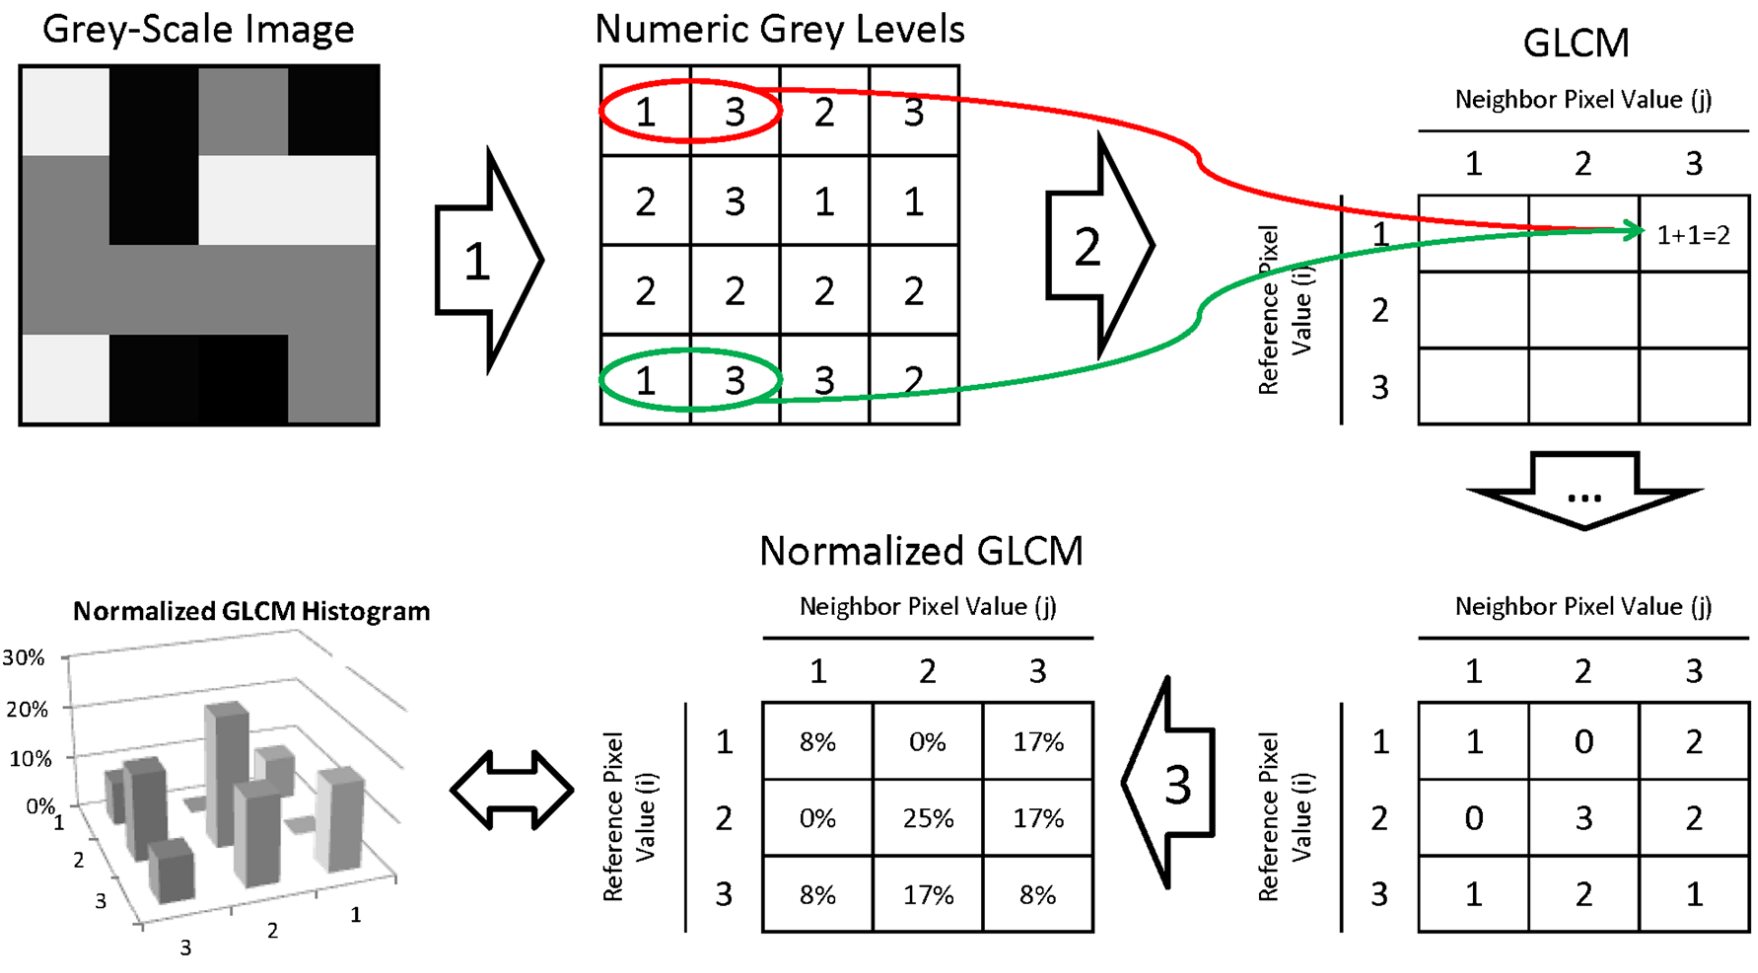 Grey-Scale Image
Numeric Grey Levels
1 3 2 3
2 3 1 1
2 2 2 2
1 3 3 2
1
2
GLCM
Neighbor Pixel Value (j)
1 2 3
Reference Pixel
Value (i)
1 1+1=2
2
3
...
Neighbor Pixel Value (j)
1 2 3
Reference Pixel
Value (i)
1 1 0 2
2 0 3 2
3 1 2 1
3
Normalized GLCM
Neighbor Pixel Value (j)
1 2 3
Reference Pixel
Value (i)
1 8% 0% 17%
2 0% 25% 17%
3 8% 17% 8%
Normalized GLCM Histogram
30%
20%
10%
0%
1
2
3
3
2
1